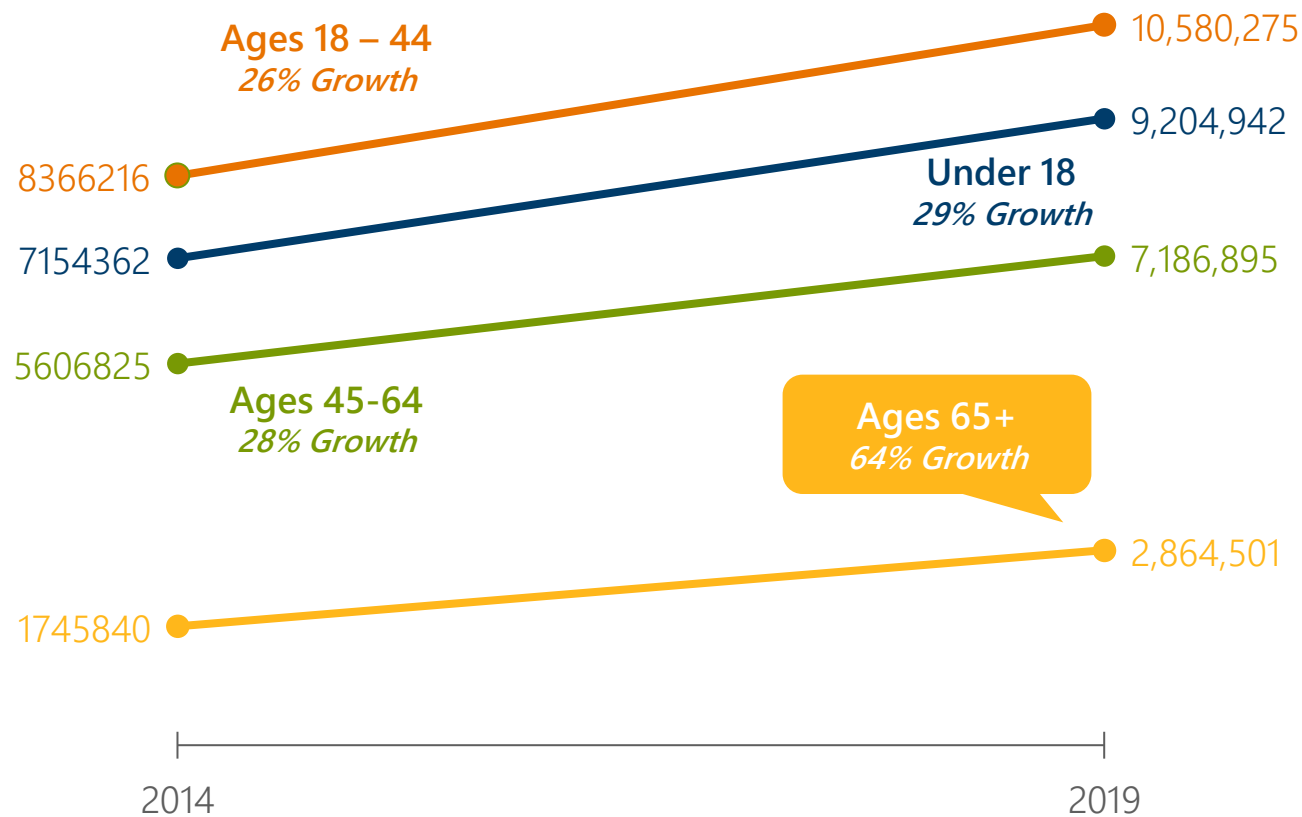 Ages 18 – 44
26% Growth
10,580,275
9,204,942
8366216
Under 18
29% Growth
7154362
7,186,895
5606825
Ages 45-64
28% Growth
Ages 65+
64% Growth
2,864,501
1745840
2014
2019